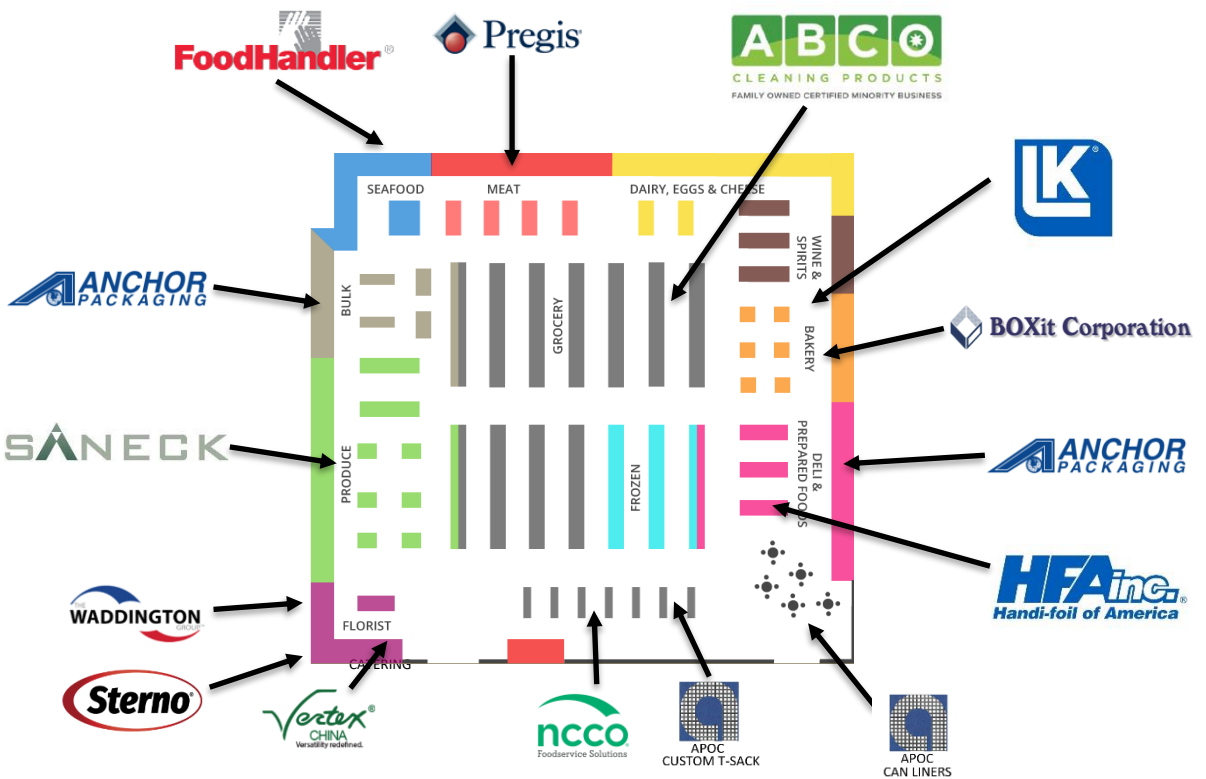 FoodHandler®
Pregis®
ABCO
CLEANING PRODUCTS
FAMILY OWNED CERTIFIED MINORITY BUSINESS
LK®
SEAFOOD
MEAT
DAIRY, EGGS & CHEESE
WINE &
SPIRITS
ANCHOR
PACKAGING
BULK
GROCERY
BAKERY
BOXit Corporation
SANECK
PRODUCE
FROZEN
DELI &
PREPARED FOODS
ANCHOR
PACKAGING
HFA inc.®
Handi-foil of America
THE
WADDINGTON
GROUP
FLORIST
CATERING
Sterno®
Vertex®
CHINA
Versatility redefined.
ncco
Foodservice Solutions
APOC
CUSTOM T-SACK
APOC
CAN LINERS